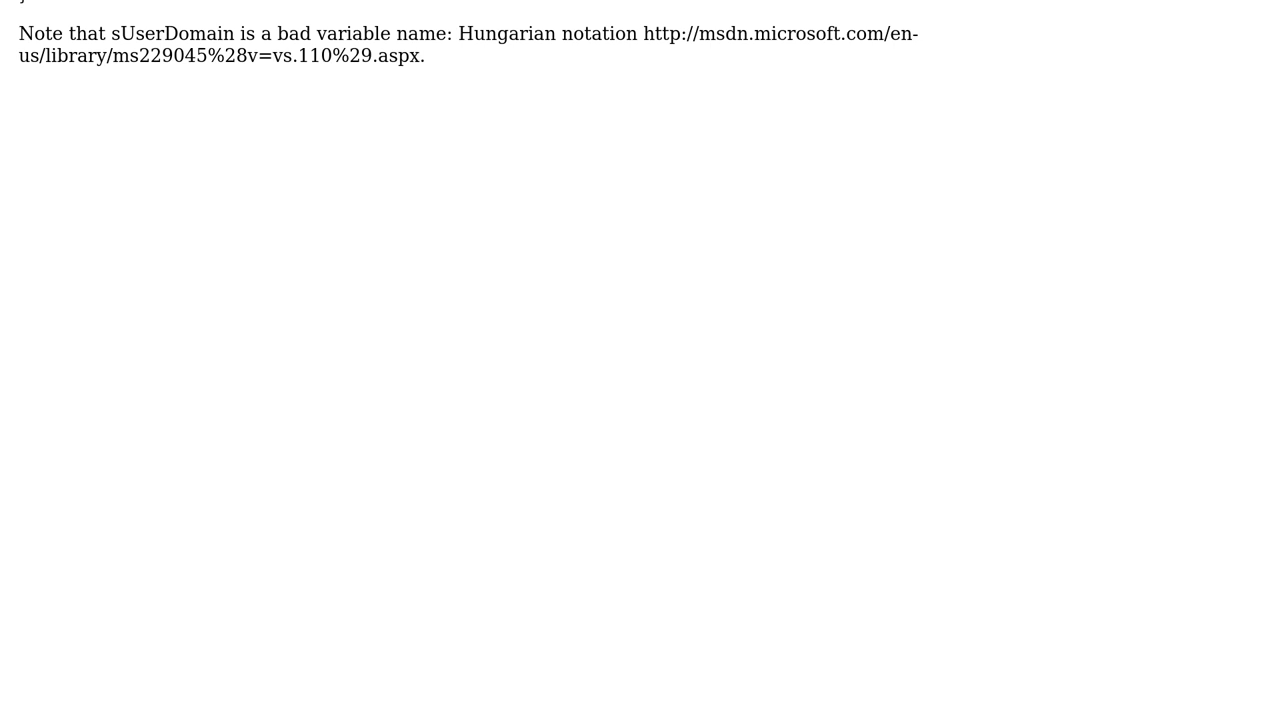 Note that sUserDomain is a bad variable name: Hungarian notation http://msdn.microsoft.com/en-
us/library/ms229045%28v=vs.110%29.aspx.